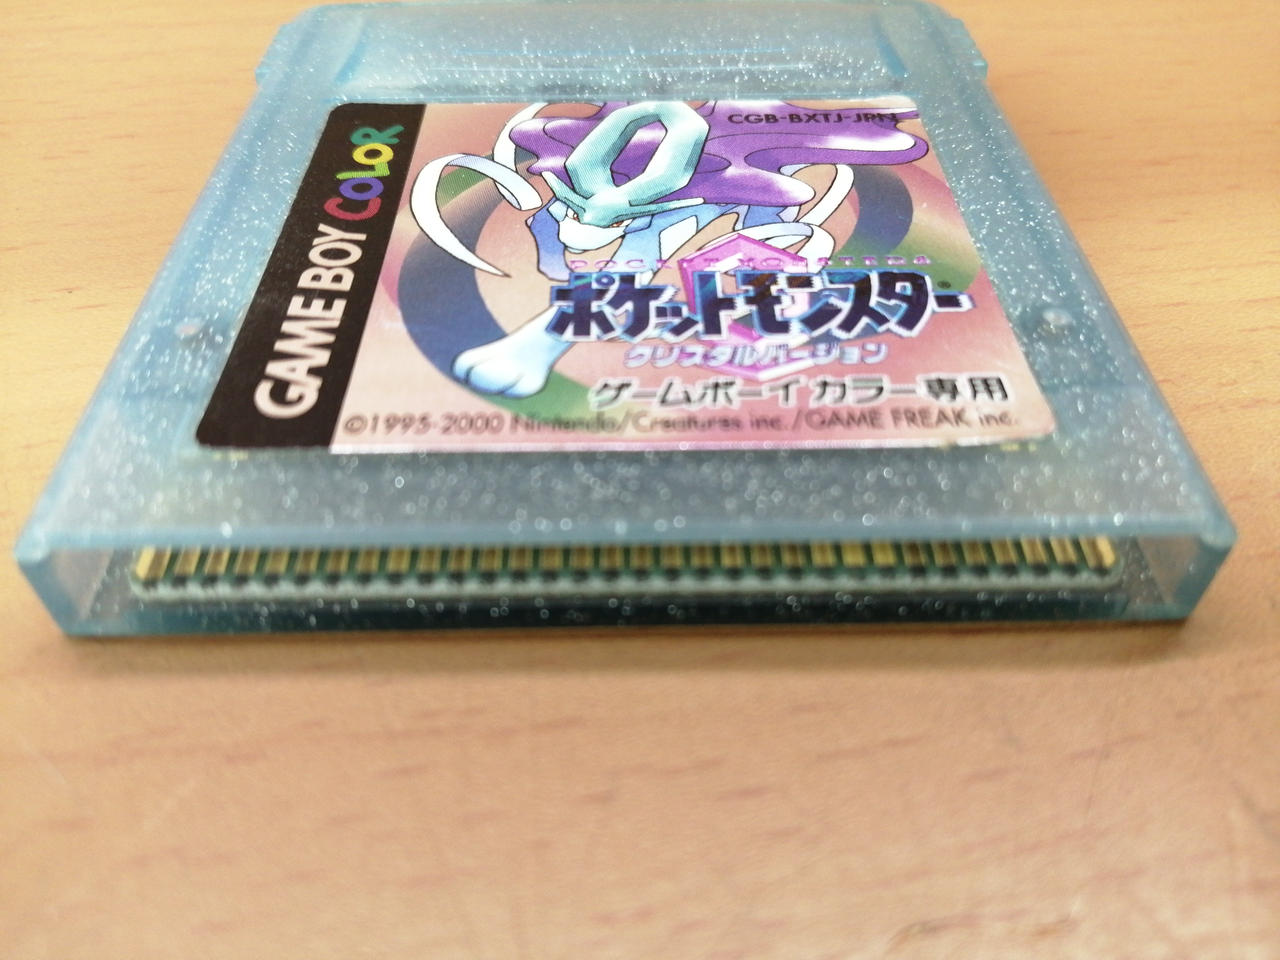 CGB-BXTJ-JPN
GAME BOY COLOR
POCKET MONSTERS
ポケットモンスター®
クリスタルバージョン
ゲームボーイカラー専用
©1995-2000 Nintendo/Creatures inc./GAME FREAK inc.